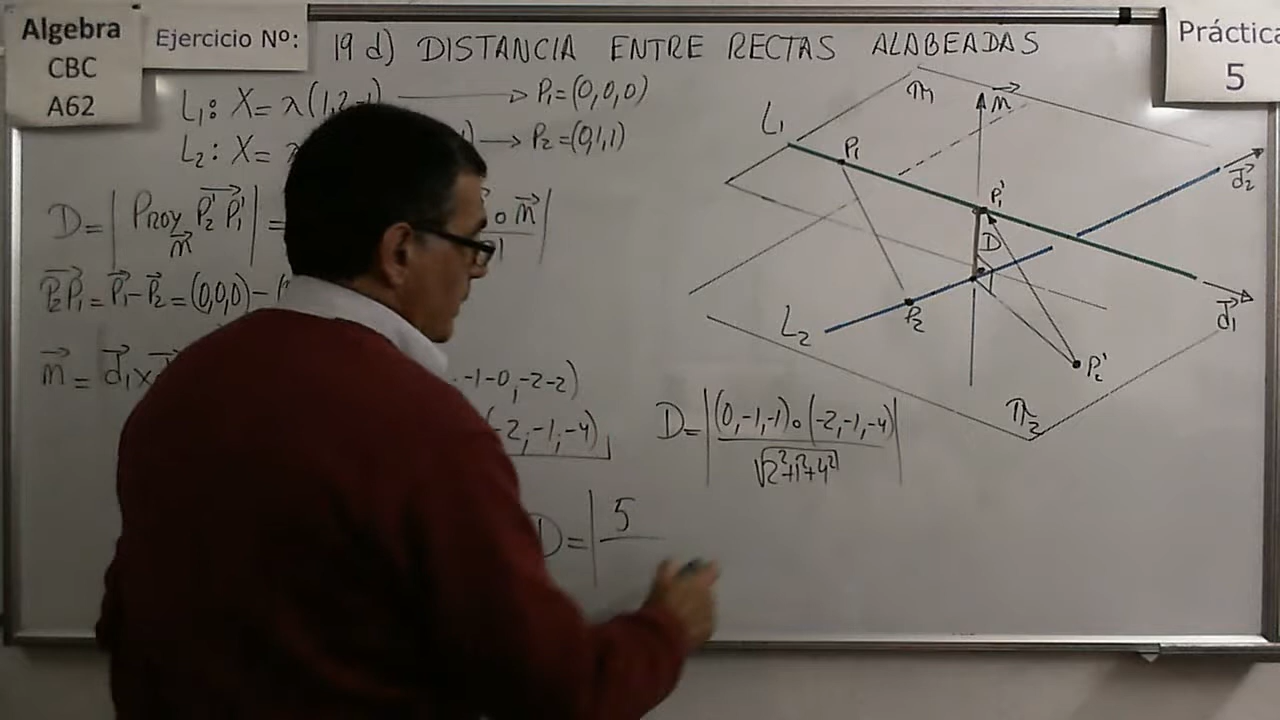 Algebra
CBC
A62
Ejercicio Nº:
19 d) DISTANCIA ENTRE RECTAS ALABEADAS
Práctica
5
L₁: X = λ(1,2,-1) → P₁=(0,0,0)
L₂: X = → P₂=(0,1,1)
D = | Proy P₂'P₁' | =
m
∘ m |
P₂P₁ = P₁ - P₂ = (0,0,0) -
m = d₁ x
-1-0, -2-2)
-2,-1,-4)
D = | (0,-1,-1)∘(-2,-1,-4) |
√2²+1²+4²
D = | 5
π₁
m
L₁
P₁
P₁'
d₂
D
L₂
P₂
d₁
P₂'
π₂